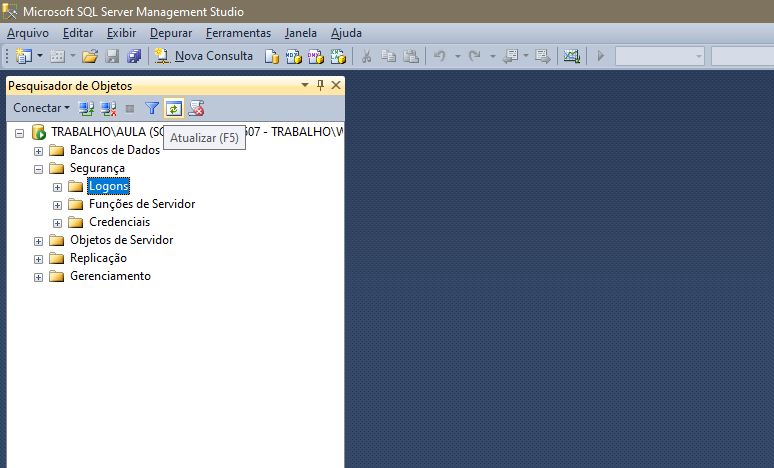 Microsoft SQL Server Management Studio
Arquivo Editar Exibir Depurar Ferramentas Janela Ajuda
Nova Consulta
Pesquisador de Objetos
Conectar
TRABALHO\AULA (SQ 507 - TRABALHO\W
Atualizar (F5)
Bancos de Dados
Segurança
Logons
Funções de Servidor
Credenciais
Objetos de Servidor
Replicação
Gerenciamento